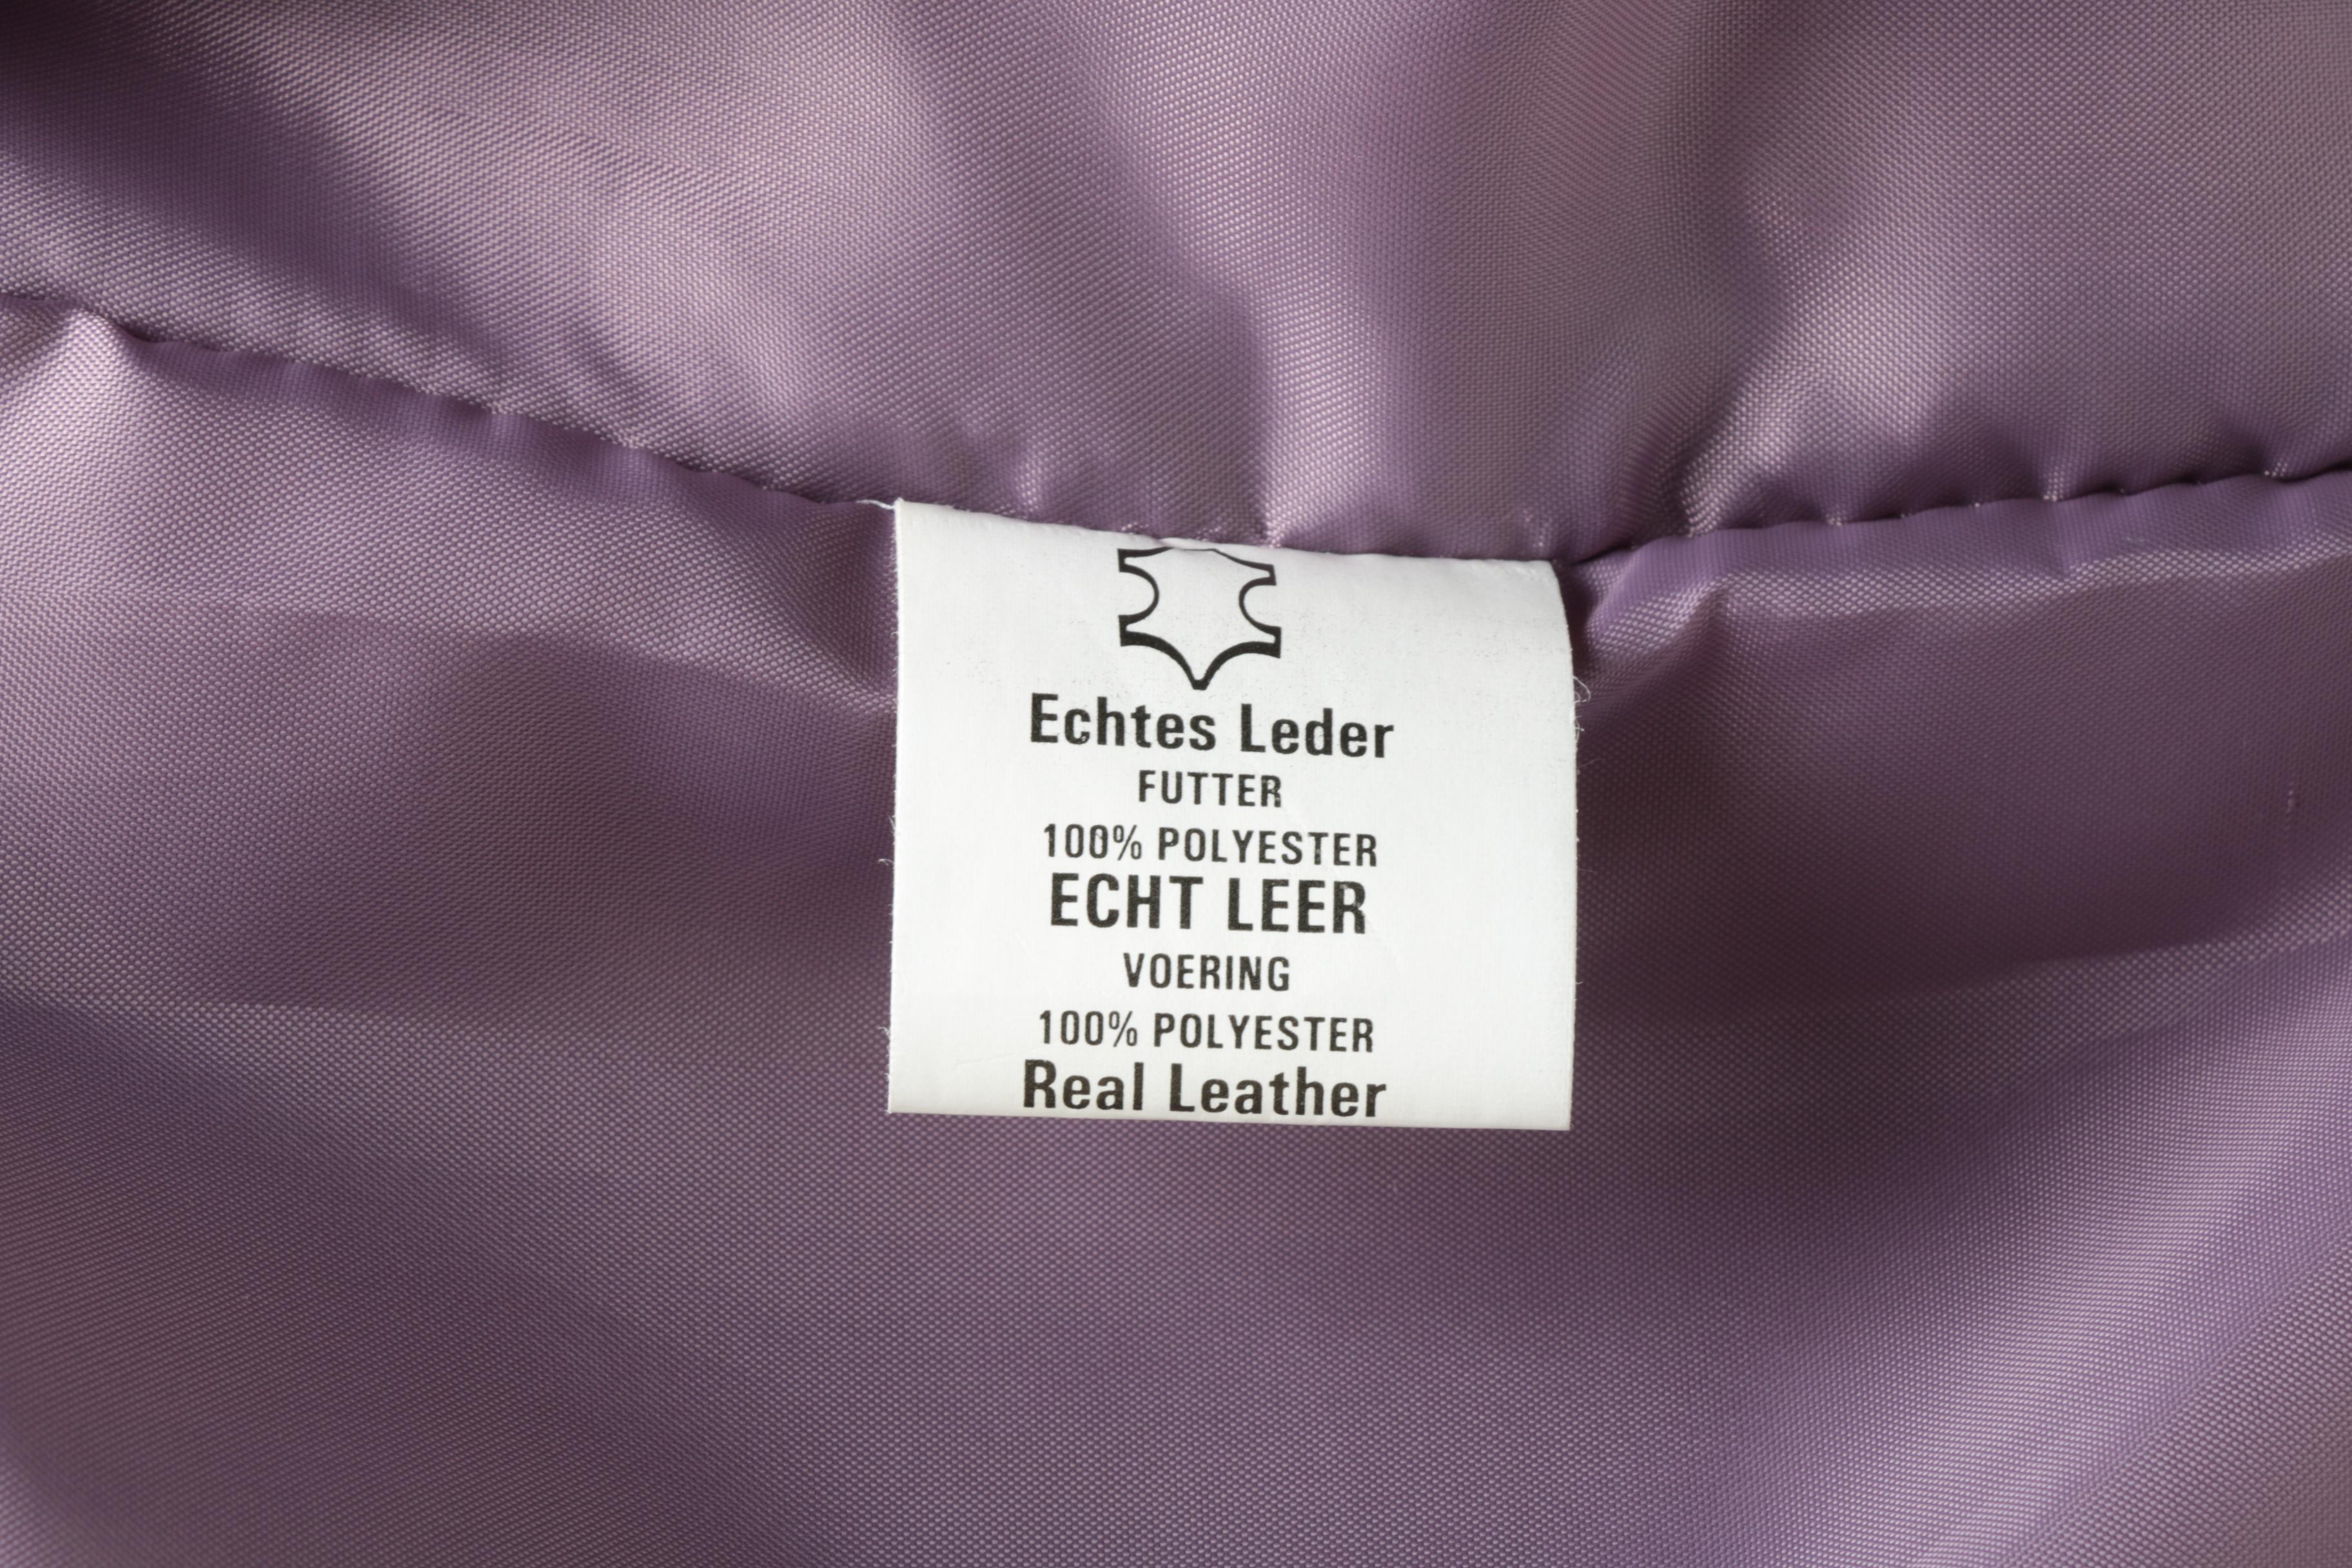 Echtes Leder
FUTTER
100% POLYESTER
ECHT LEER
VOERING
100% POLYESTER
Real Leather